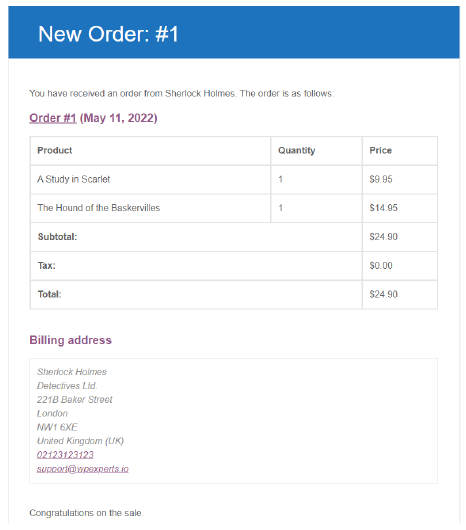 New Order: #1
You have received an order from Sherlock Holmes. The order is as follows:
Order #1 (May 11, 2022)
Product Quantity Price
A Study in Scarlet 1 $9.95
The Hound of the Baskervilles 1 $14.95
Subtotal: $24.90
Tax: $0.00
Total: $24.90
Billing address
Sherlock Holmes
Detectives Ltd.
221B Baker Street
London
NW1 6XE
United Kingdom (UK)
02123123123
support@wpexperts.io
Congratulations on the sale.